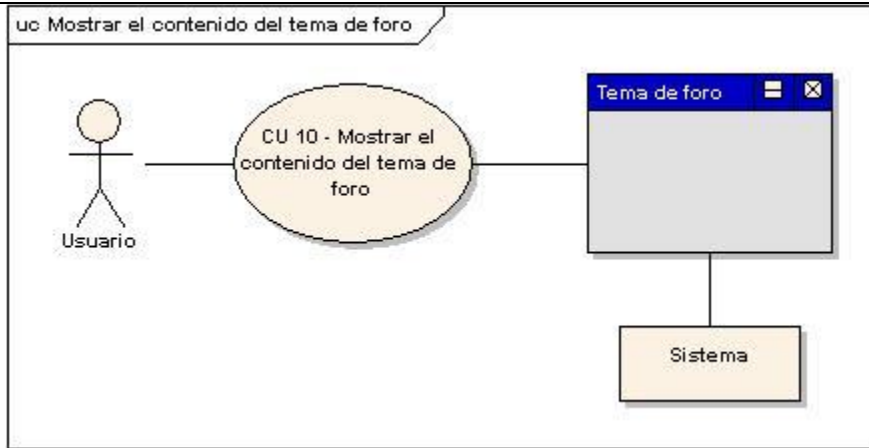 uc Mostrar el contenido del tema de foro
CU 10 - Mostrar el
contenido del tema de
foro
Usuario
Tema de foro
Sistema